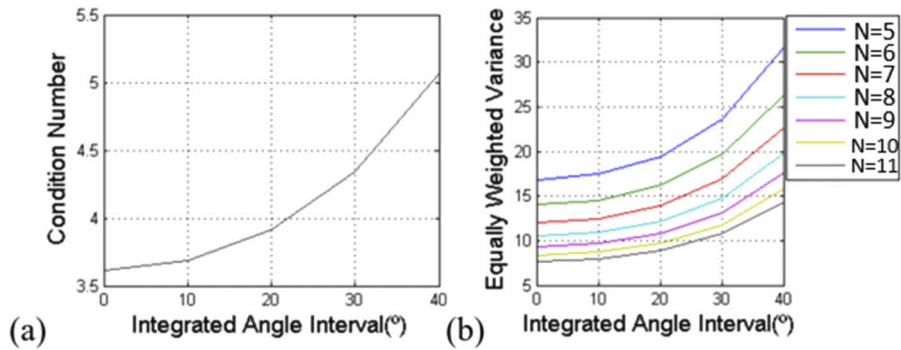 5.5
5
4.5
4
3.5
0 10 20 30 40
Condition Number
Integrated Angle Interval(º)
(a)
35
30
25
20
15
10
5
0 10 20 30 40
Equally Weighted Variance
Integrated Angle Interval(º)
(b)
N=5
N=6
N=7
N=8
N=9
N=10
N=11